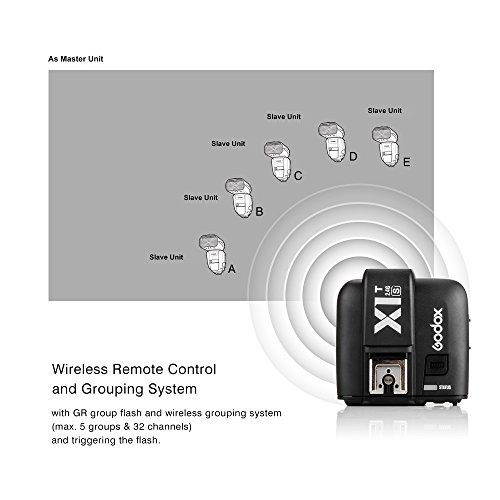 As Master Unit
Slave Unit
E
Slave Unit
D
Slave Unit
C
Slave Unit
B
Slave Unit
A
X1 T
2.4G
S
Godox
STATUS
Wireless Remote Control
and Grouping System
with GR group flash and wireless grouping system
(max. 5 groups & 32 channels)
and triggering the flash.